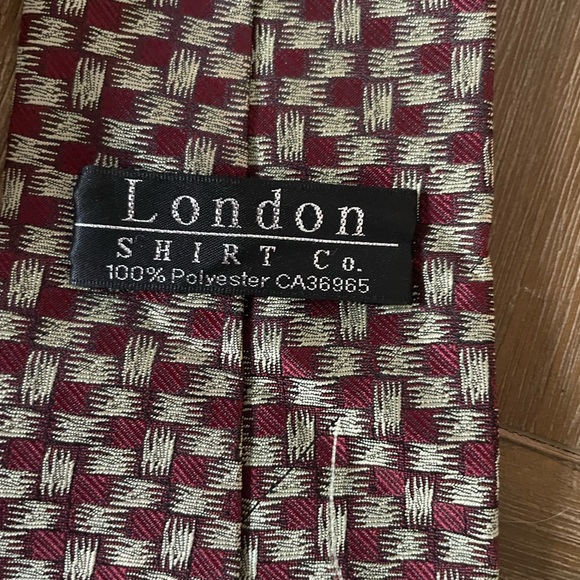 London
SHIRT Co.
100% Polyester CA36965